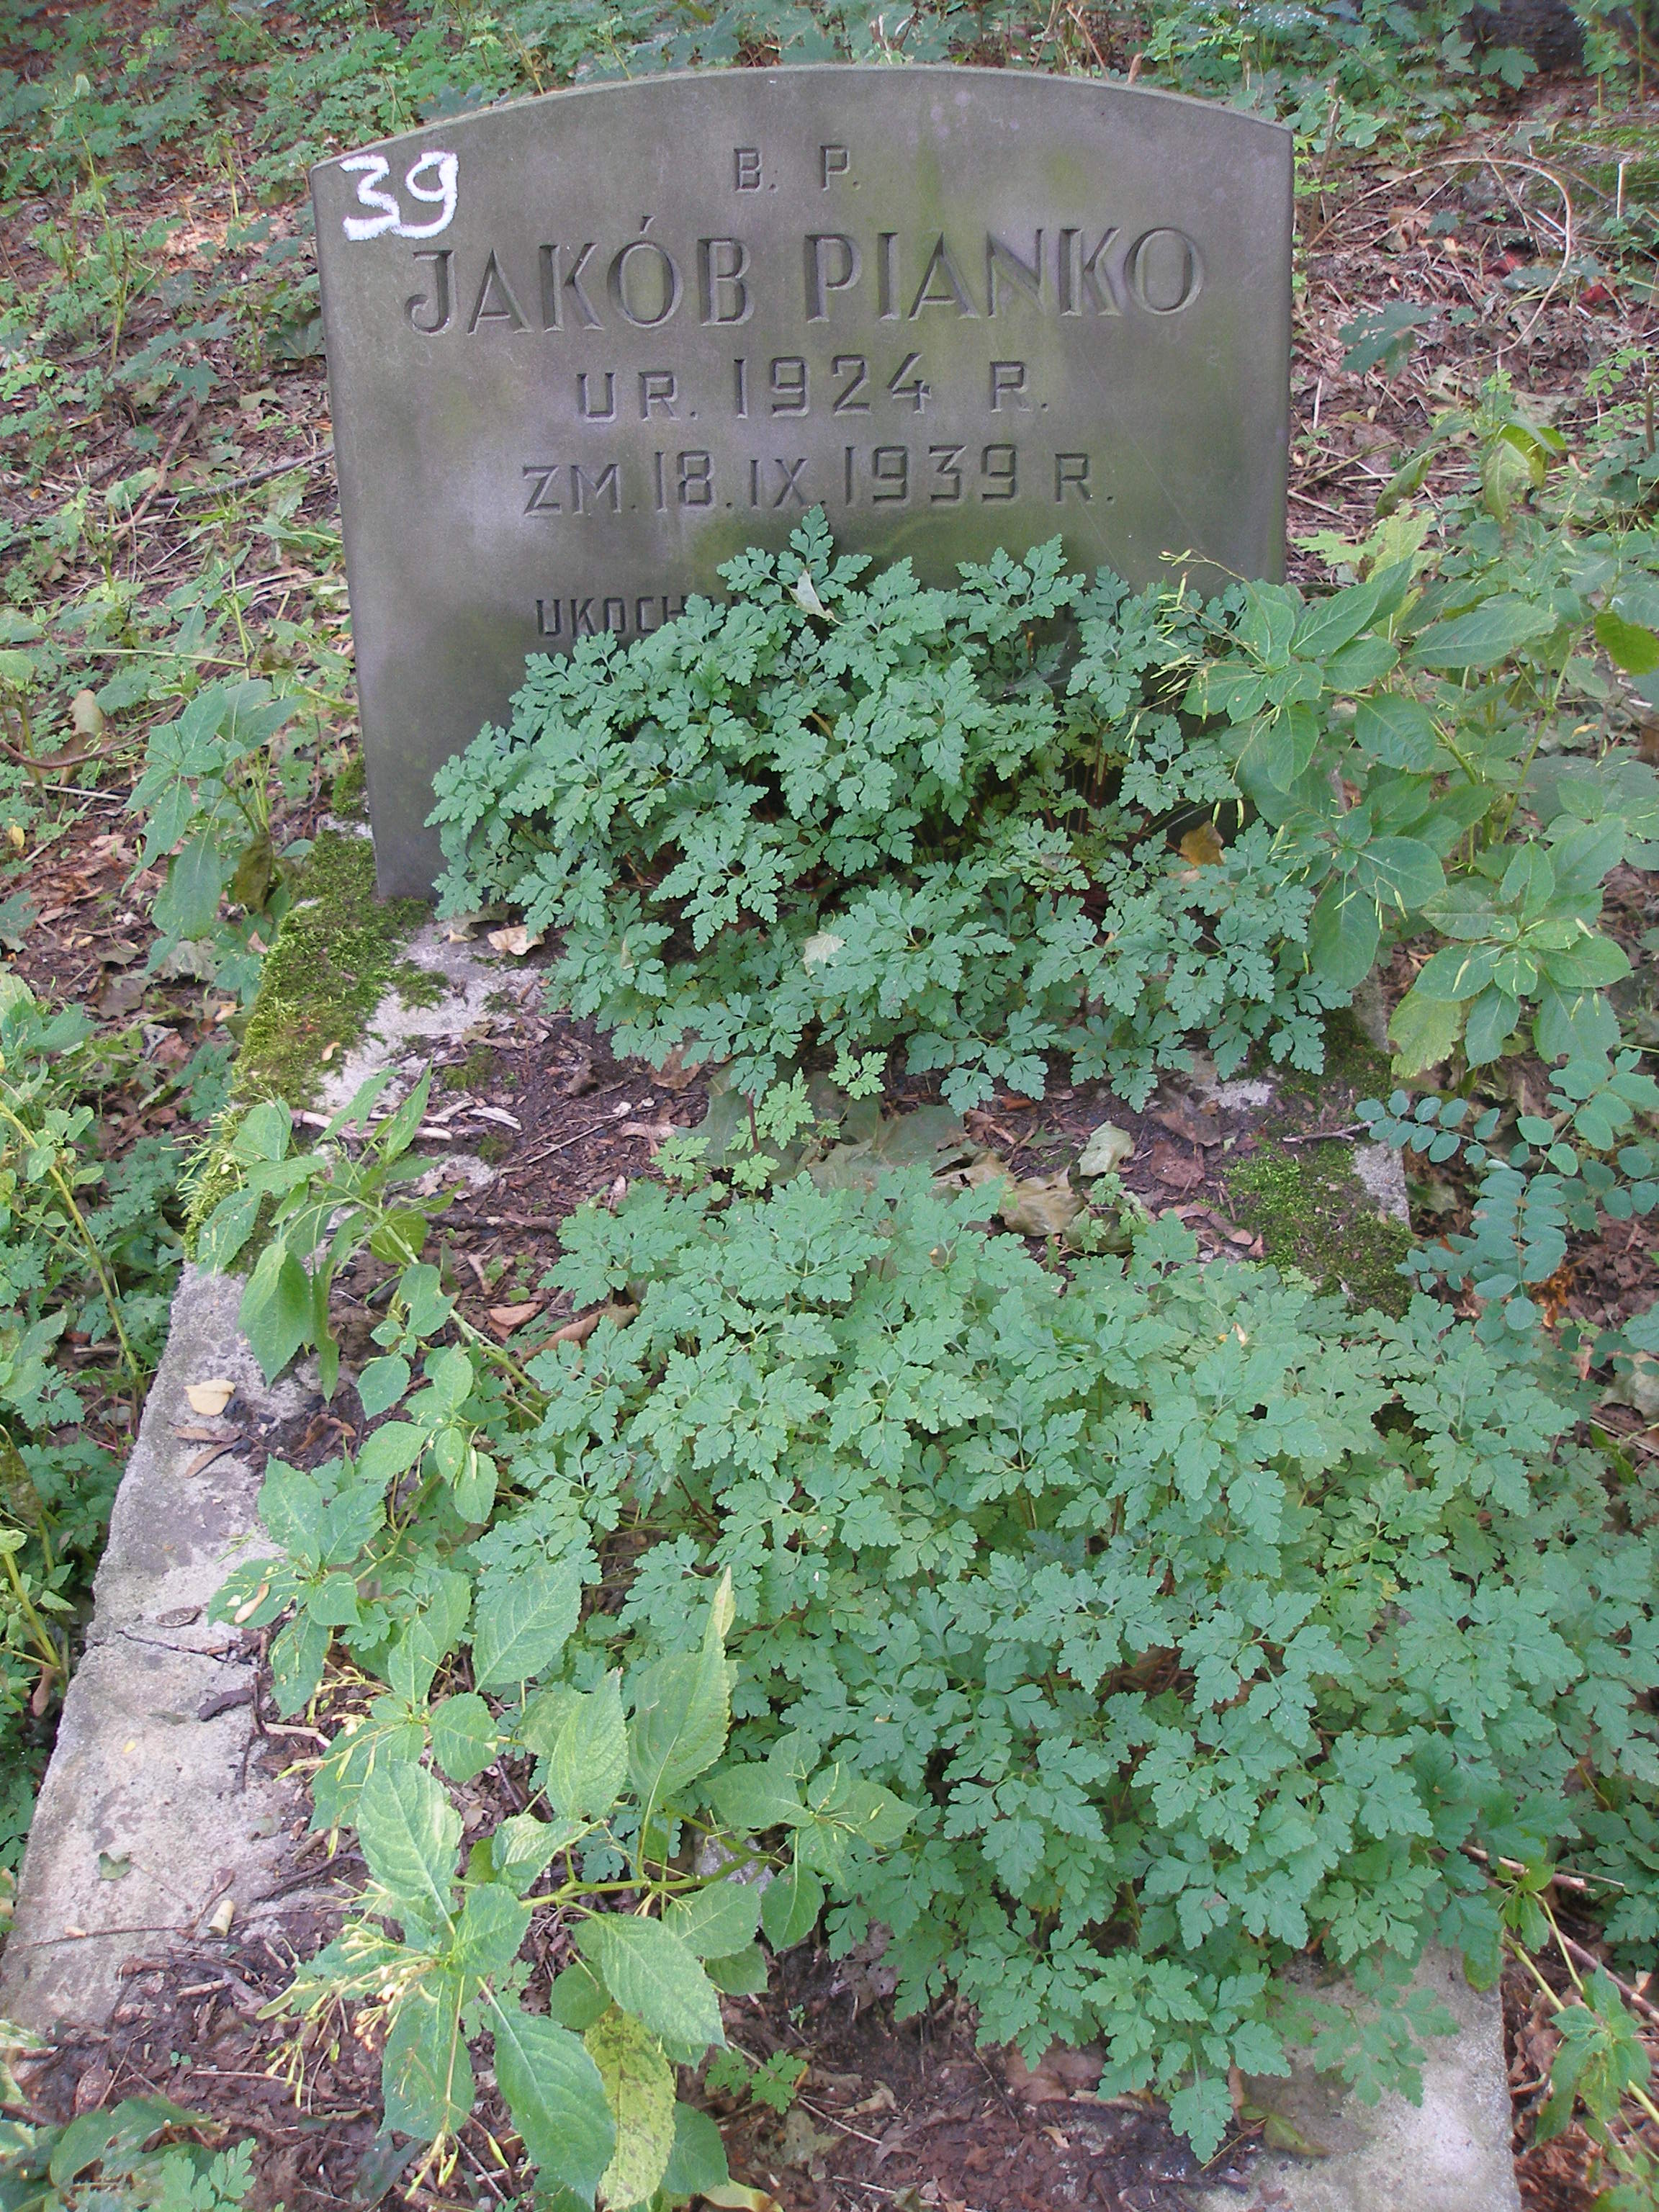 39
B. P.
JAKÓB PIANKO
UR. 1924 R.
ZM. 18. IX. 1939 R.